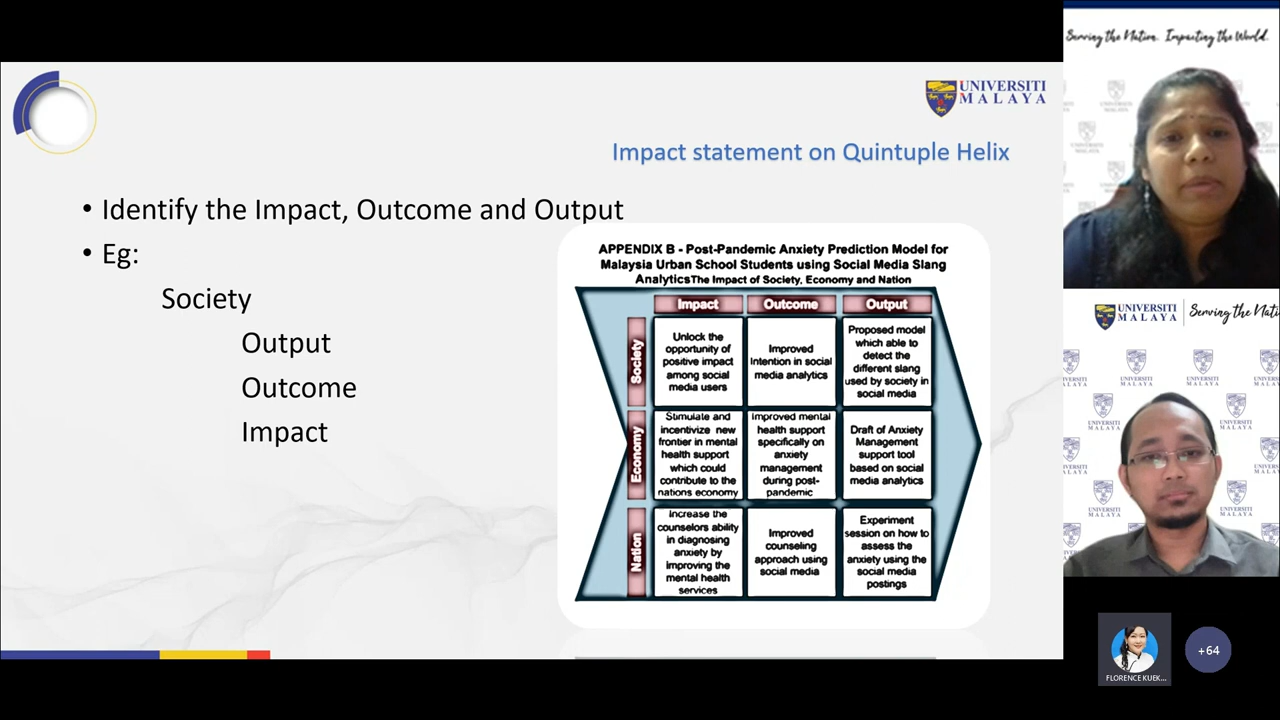 UNIVERSITI
MALAYA
Impact statement on Quintuple Helix
• Identify the Impact, Outcome and Output
• Eg:
Society
Output
Outcome
Impact
APPENDIX B - Post-Pandemic Anxiety Prediction Model for
Malaysia Urban School Students using Social Media Slang
AnalyticsThe Impact of Society, Economy and Nation
Impact
Outcome
Output
Society
Unlock the
opportunity of
positive impact
among social
media users
Improved
Intention in social
media analytics
Proposed model
which able to
detect the
different slang
used by society in
social media
Economy
Stimulate and
incentivize new
frontier in mental
health support
which could
contribute to the
nations economy
Improved mental
health support
specifically on
anxiety
management
during post-
pandemic
Draft of Anxiety
Management
support tool
based on social
media analytics
Nation
Increase the
counselors ability
in diagnosing
anxiety by
improving the
mental health
services
Improved
counseling
approach using
social media
Experiment
session on how to
assess the
anxiety using the
social media
postings
Serving the Nation. Impacting the World.
UNIVERSITI
MALAYA
Serving the Nati
FLORENCE KUEK...
+64